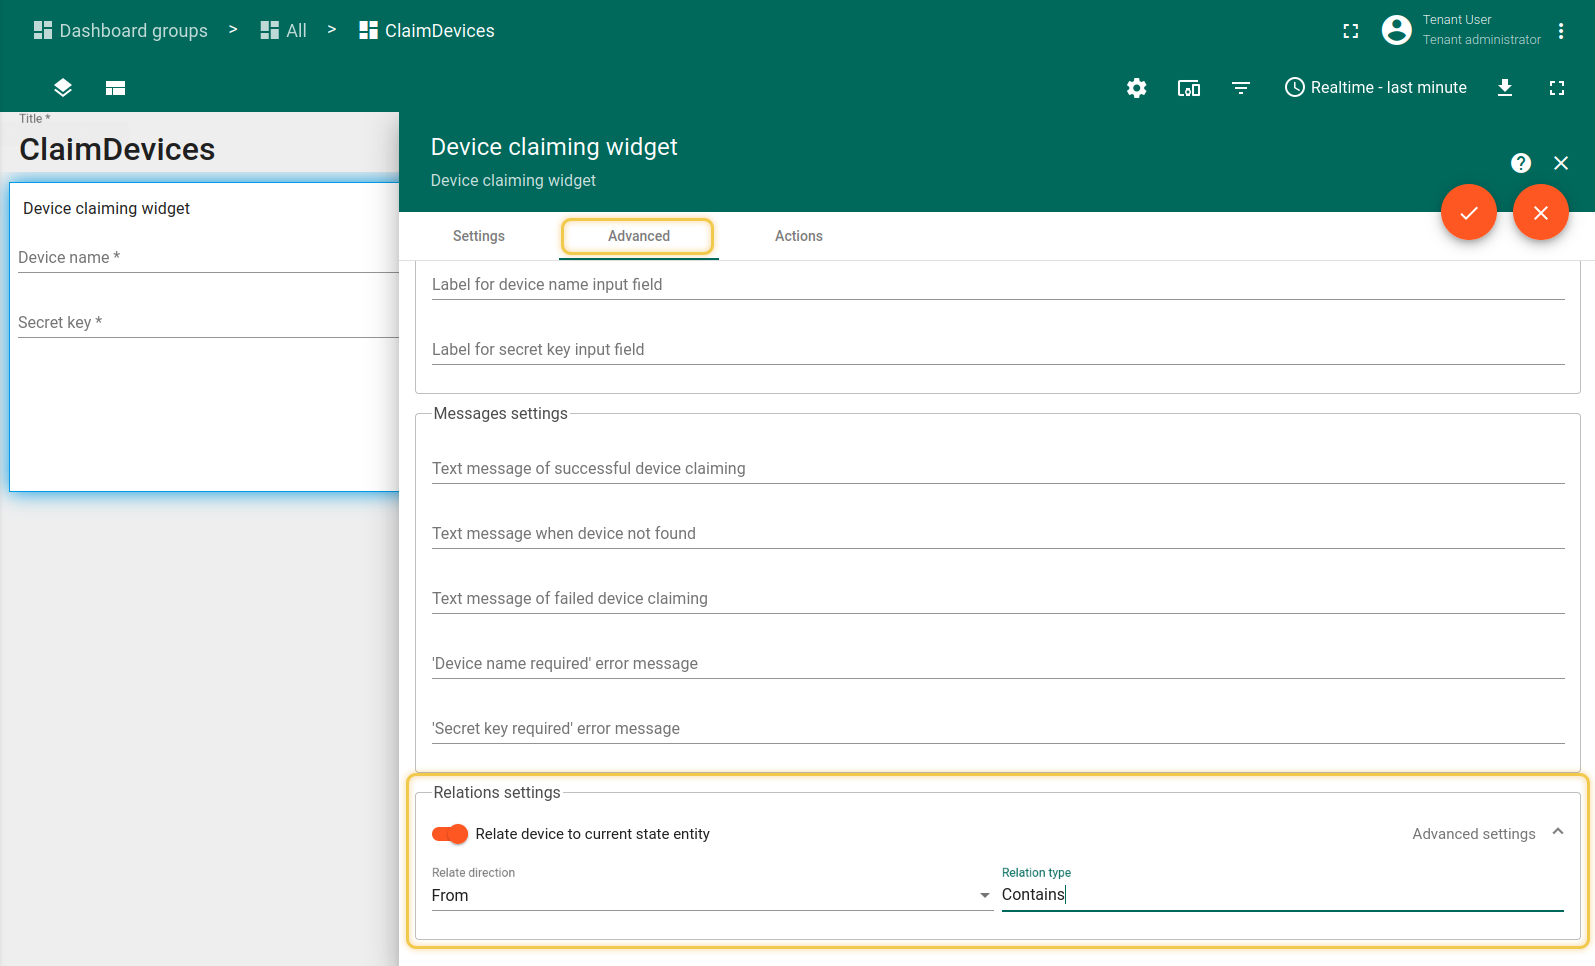 Dashboard groups > All > ClaimDevices
Tenant User
Tenant administrator
Realtime - last minute
Title *
ClaimDevices
Device claiming widget
Device name *
Secret key *
Device claiming widget
Device claiming widget
Settings Advanced Actions
Label for device name input field
Label for secret key input field
Messages settings
Text message of successful device claiming
Text message when device not found
Text message of failed device claiming
'Device name required' error message
'Secret key required' error message
Relations settings
Relate device to current state entity Advanced settings
Relate direction Relation type
From Contains